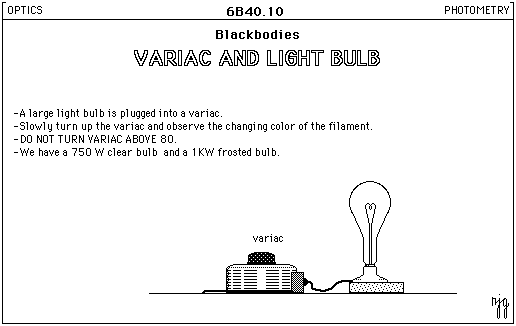 OPTICS
6B40.10
PHOTOMETRY
Blackbodies
VARIAC AND LIGHT BULB
-A large light bulb is plugged into a variac.
-Slowly turn up the variac and observe the changing color of the filament.
-DO NOT TURN VARIAC ABOVE 80.
-We have a 750 W clear bulb and a 1KW frosted bulb.
variac